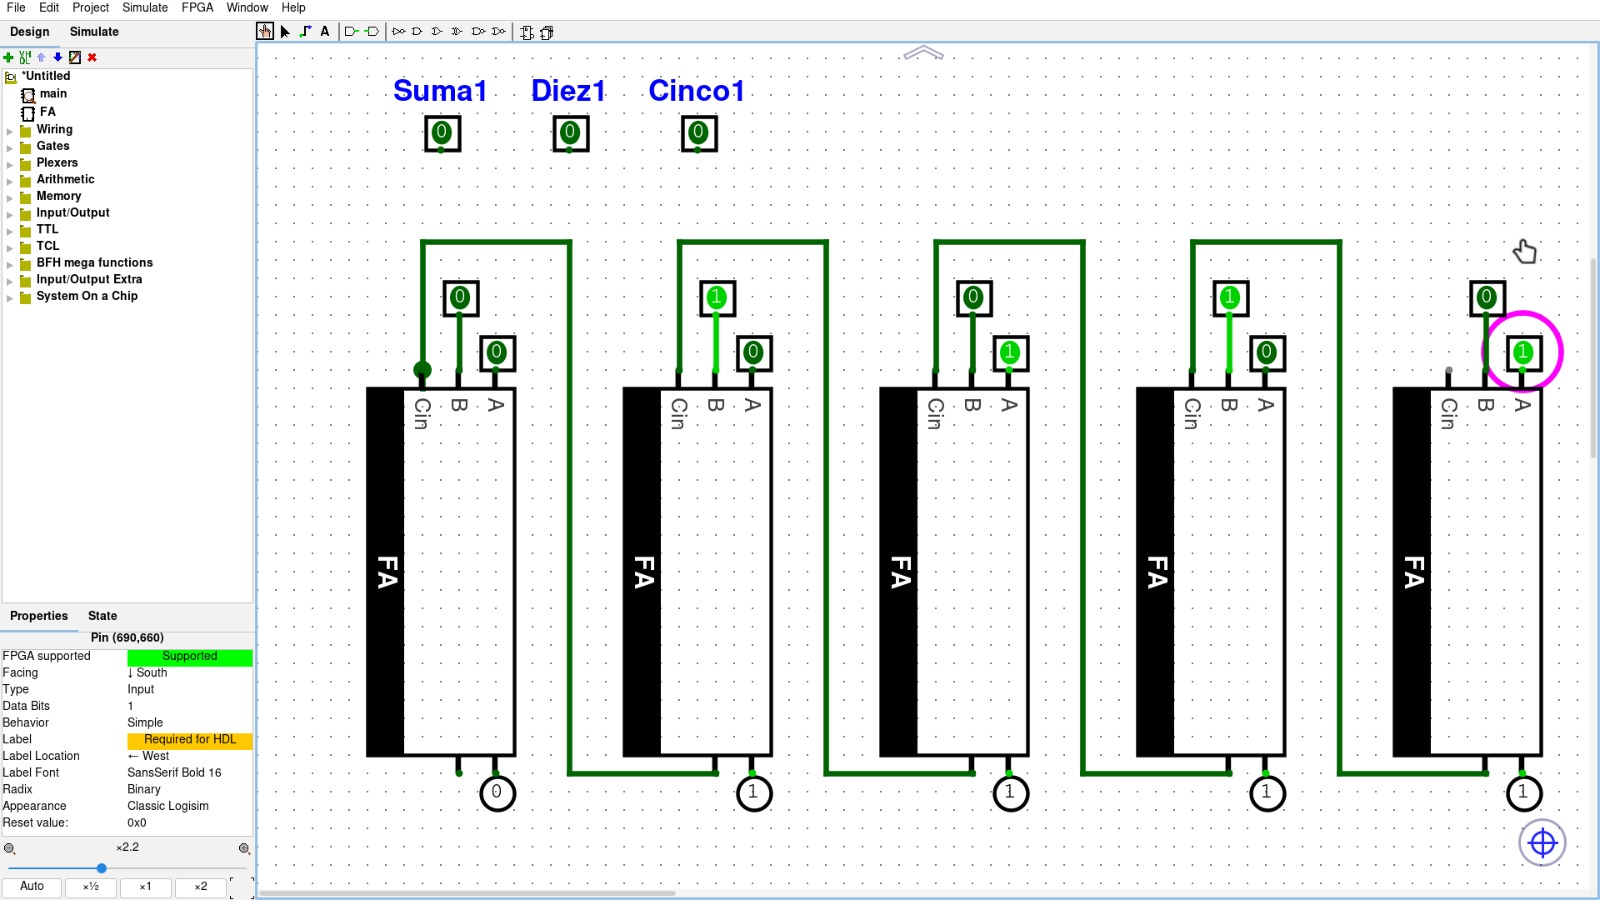 File Edit Project Simulate FPGA Window Help
Design Simulate
A
*Untitled
main
FA
Wiring
Gates
Plexers
Arithmetic
Memory
Input/Output
TTL
TCL
BFH mega functions
Input/Output Extra
System On a Chip
Properties State
Pin (690,660)
FPGA supported Supported
Facing ↓ South
Type Input
Data Bits 1
Behavior Simple
Label Required for HDL
Label Location ← West
Label Font SansSerif Bold 16
Radix Binary
Appearance Classic Logisim
Reset value: 0x0
×2.2
Auto ×½ ×1 ×2
Suma1 Diez1 Cinco1
0 0 0
0 1 0 1 0
0 0 1 0 1
Cin B A Cin B A Cin B A Cin B A Cin B A
FA FA FA FA FA
0 1 1 1 1